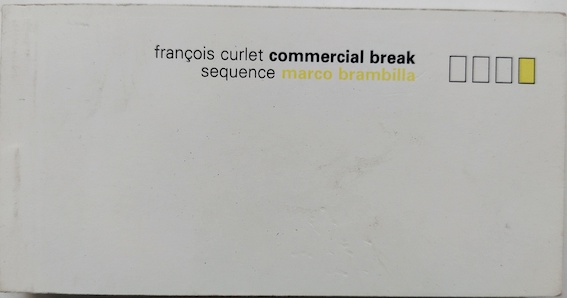 françois curlet commercial break
sequence marco brambilla